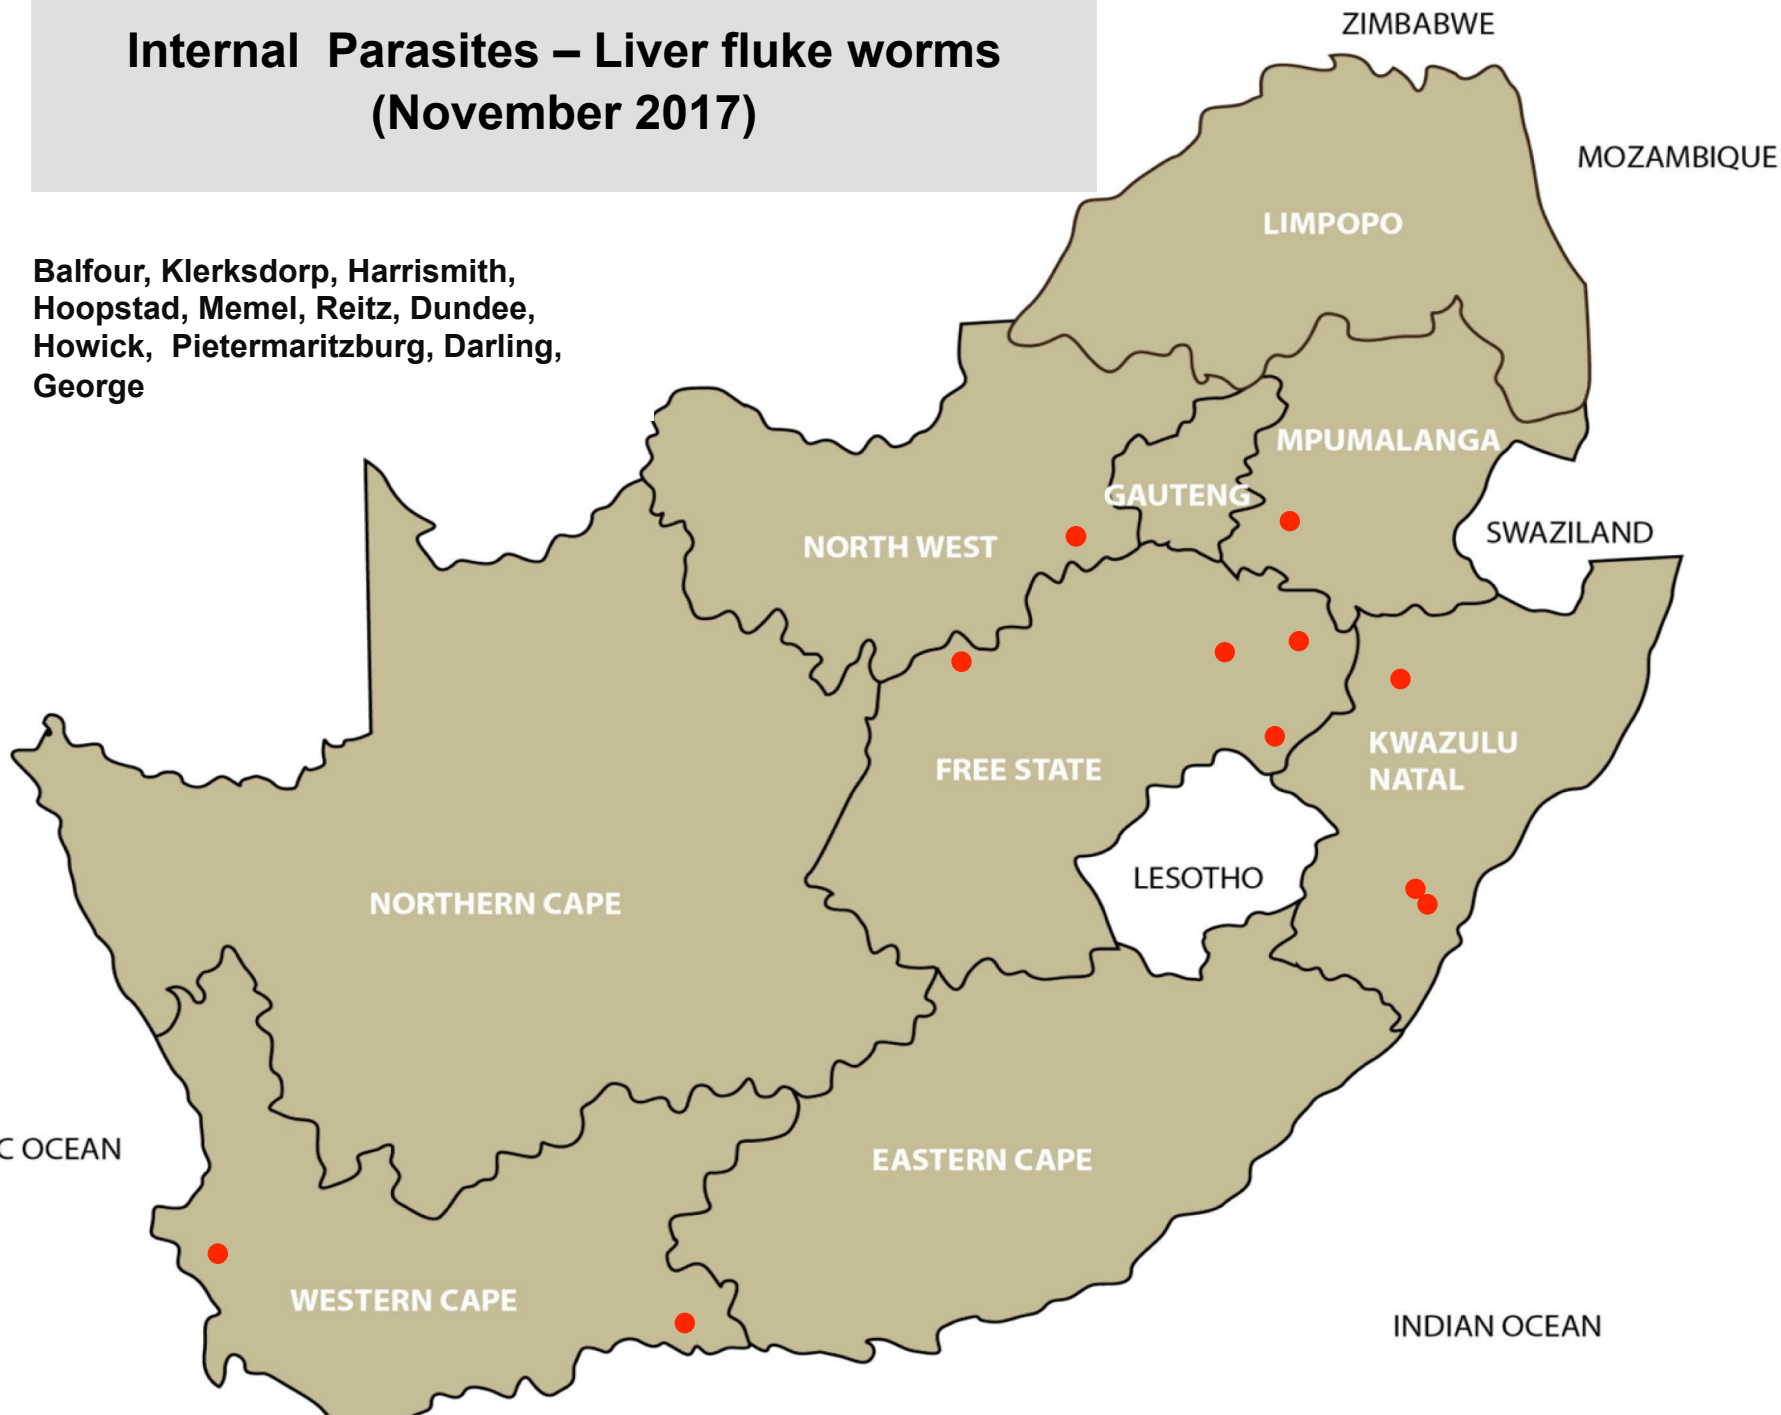 Internal Parasites – Liver fluke worms
(November 2017)
Balfour, Klerksdorp, Harrismith,
Hoopstad, Memel, Reitz, Dundee,
Howick, Pietermaritzburg, Darling,
George
ZIMBABWE
MOZAMBIQUE
LIMPOPO
MPUMALANGA
GAUTENG
SWAZILAND
NORTH WEST
KWAZULU
NATAL
FREE STATE
LESOTHO
NORTHERN CAPE
C OCEAN
EASTERN CAPE
WESTERN CAPE
INDIAN OCEAN